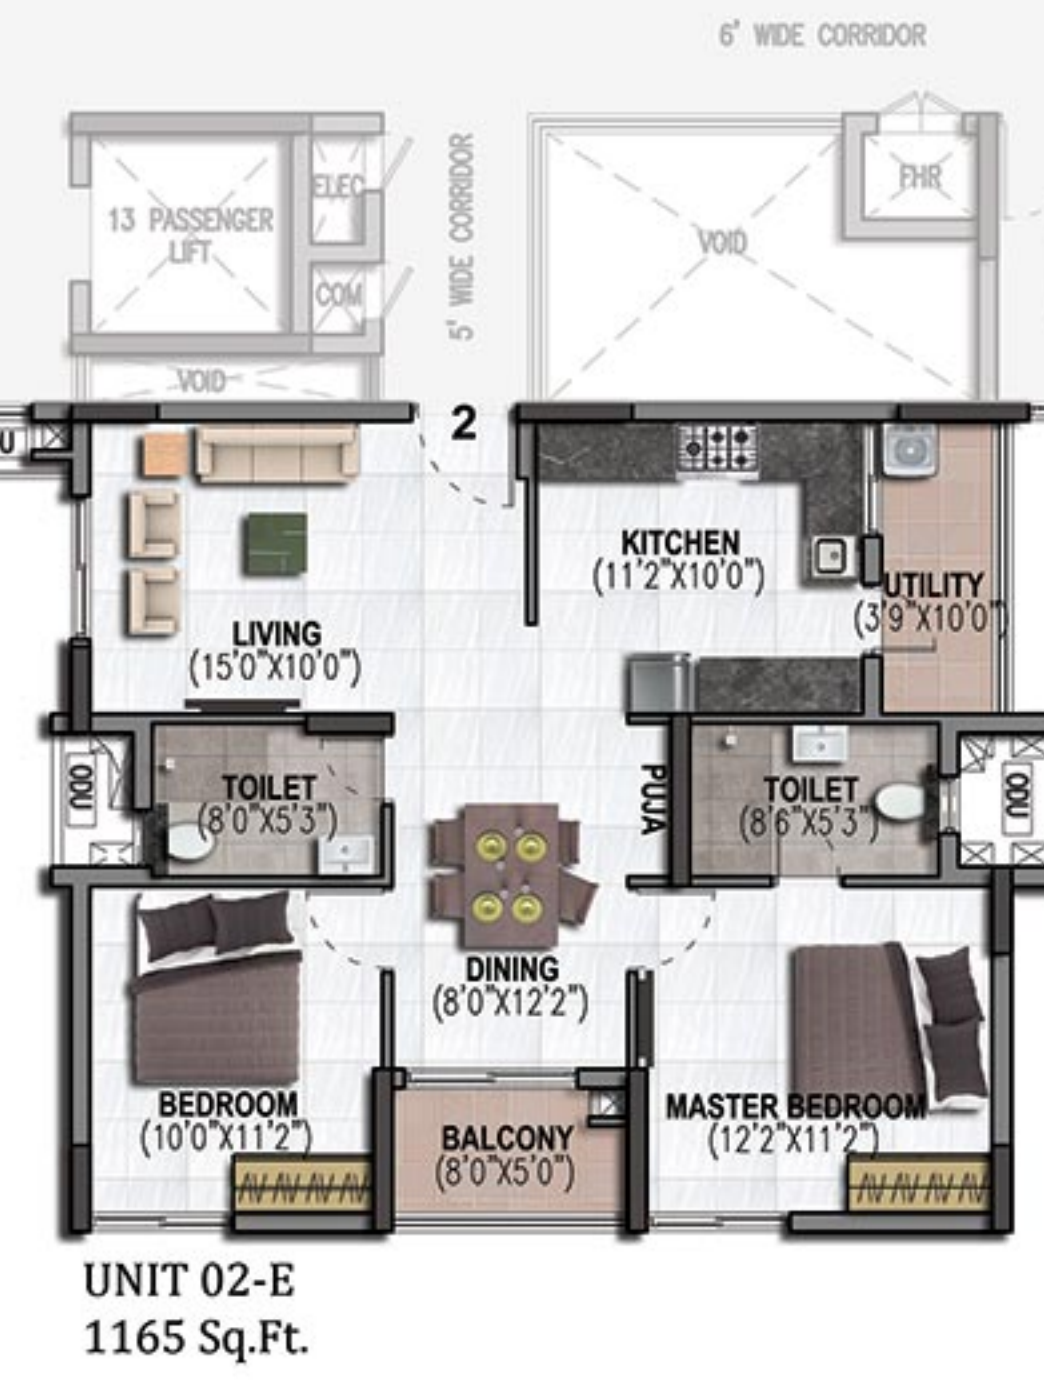 6' WIDE CORRIDOR
5' WIDE CORRIDOR
13 PASSENGER
LIFT
ELEC
COM
VOID
FHR
VOID
2
U
KITCHEN
(11'2"X10'0")
UTILITY
(3'9"X10'0")
LIVING
(15'0"X10'0")
ODU
TOILET
(8'0"X5'3")
PUJA
TOILET
(8'6"X5'3")
ODU
DINING
(8'0"X12'2")
BEDROOM
(10'0"X11'2")
BALCONY
(8'0"X5'0")
MASTER BEDROOM
(12'2"X11'2")
UNIT 02-E
1165 Sq.Ft.